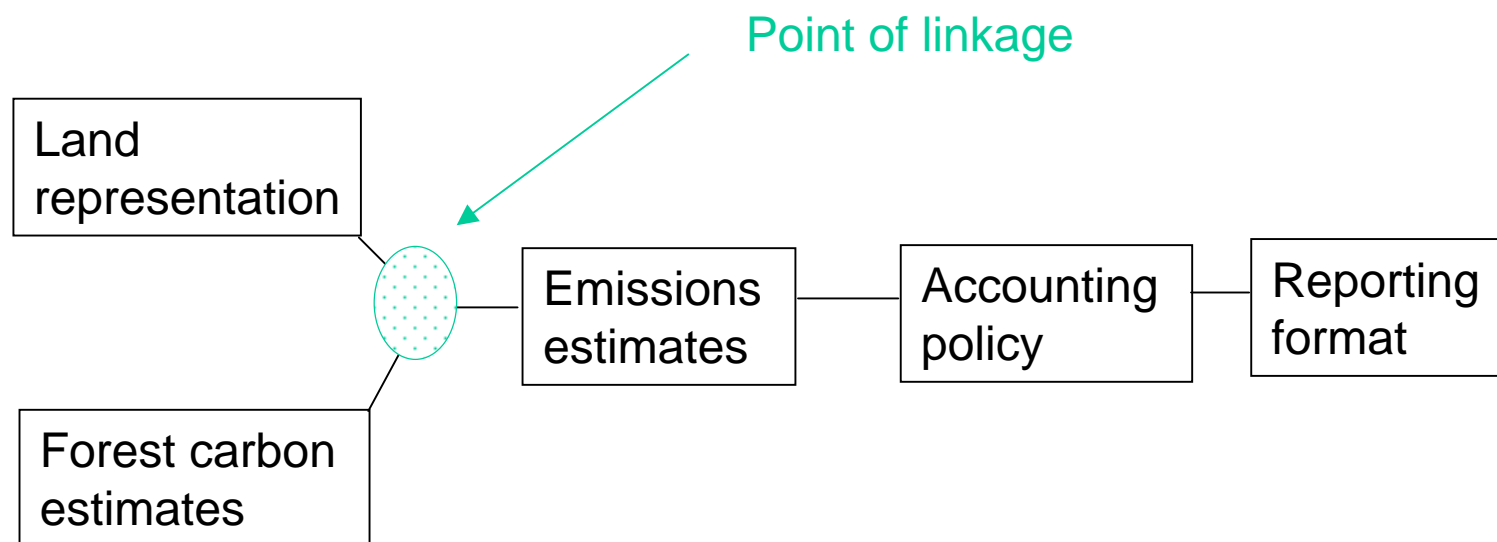 Point of linkage
Land
representation
Emissions
estimates
Accounting
policy
Reporting
format
Forest carbon
estimates